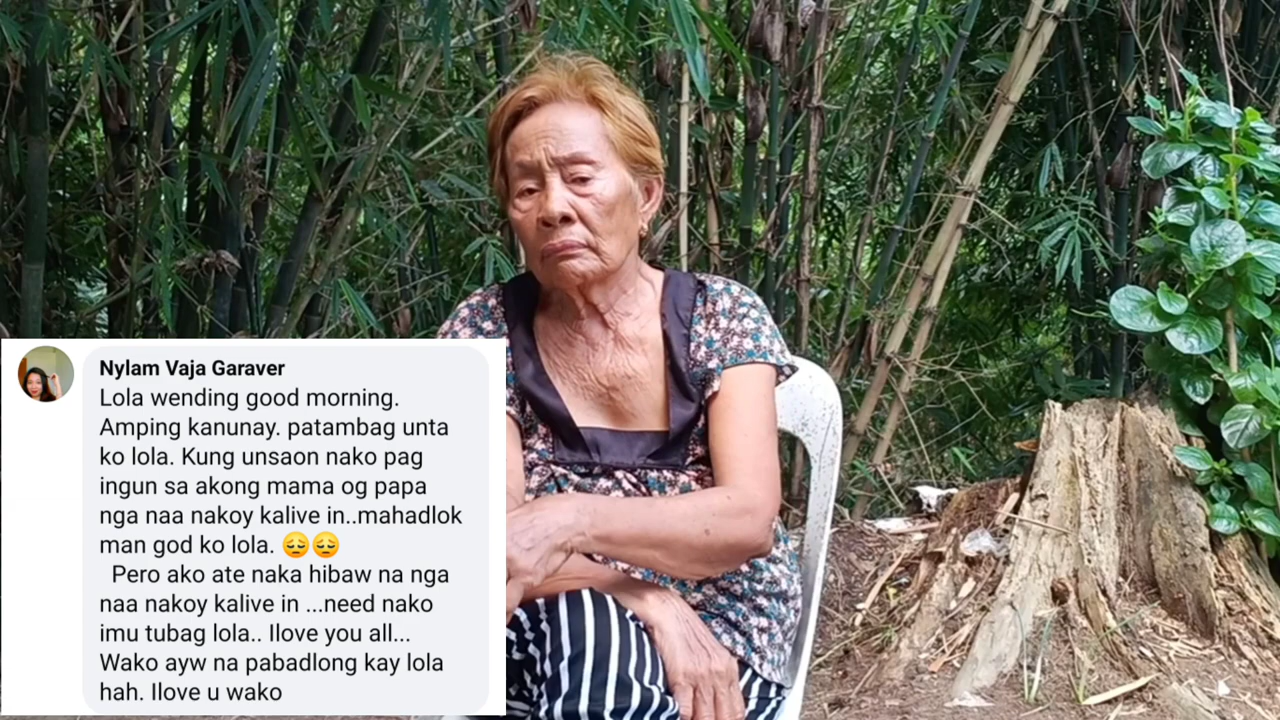 Nylam Vaja Garaver
Lola wending good morning.
Amping kanunay. patambag unta
ko lola. Kung unsaon nako pag
ingun sa akong mama og papa
nga naa nakoy kalive in..mahadlok
man god ko lola. 😔😔
Pero ako ate naka hibaw na nga
naa nakoy kalive in ...need nako
imu tubag lola.. Ilove you all...
Wako ayw na pabadlong kay lola
hah. Ilove u wako